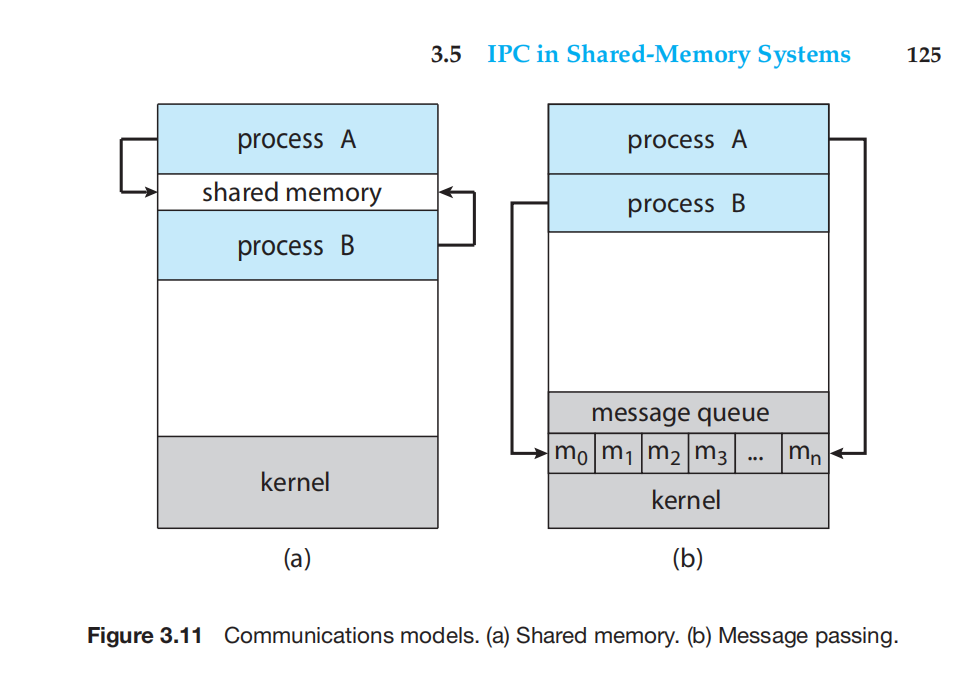 3.5 IPC in Shared-Memory Systems 125
process A
shared memory
process B
kernel
(a)
process A
process B
message queue
m0 m1 m2 m3 ... mn
kernel
(b)
Figure 3.11 Communications models. (a) Shared memory. (b) Message passing.